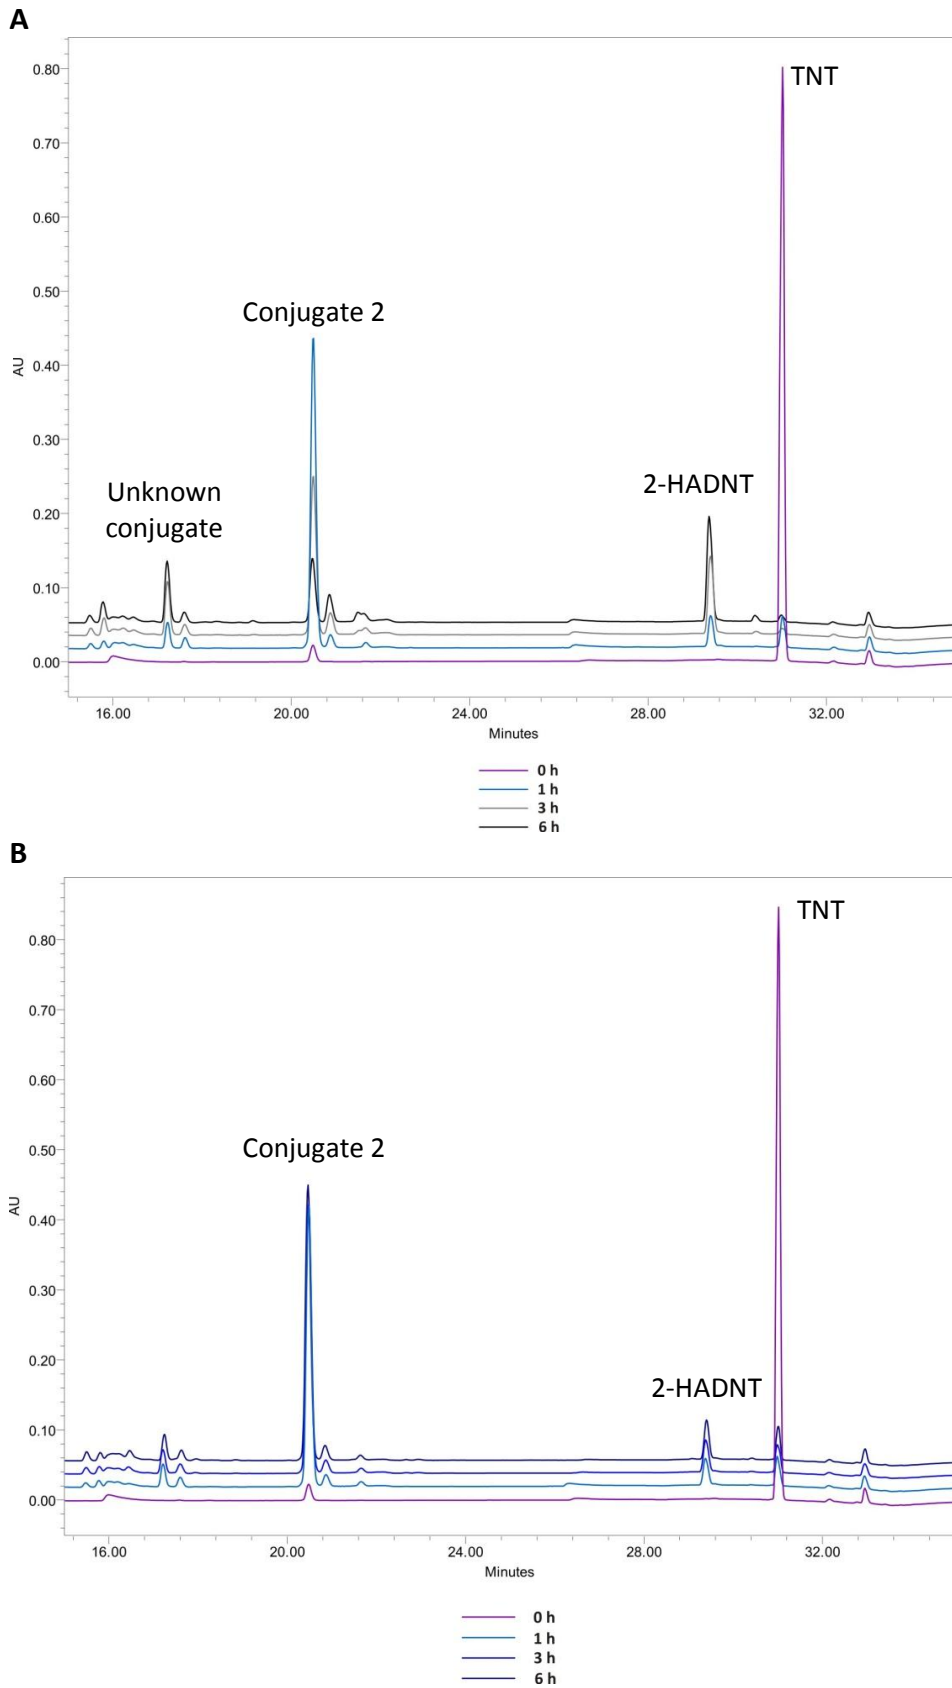 A
TNT
0.80
0.70
0.60
0.50
Conjugate 2
0.40
AU
0.30
Unknown
conjugate
2-HADNT
0.20
0.10
0.00
16.00 20.00 24.00 28.00 32.00
Minutes
0 h
1 h
3 h
6 h
B
TNT
0.80
0.70
0.60
0.50
Conjugate 2
0.40
AU
0.30
0.20
2-HADNT
0.10
0.00
16.00 20.00 24.00 28.00 32.00
Minutes
0 h
1 h
3 h
6 h